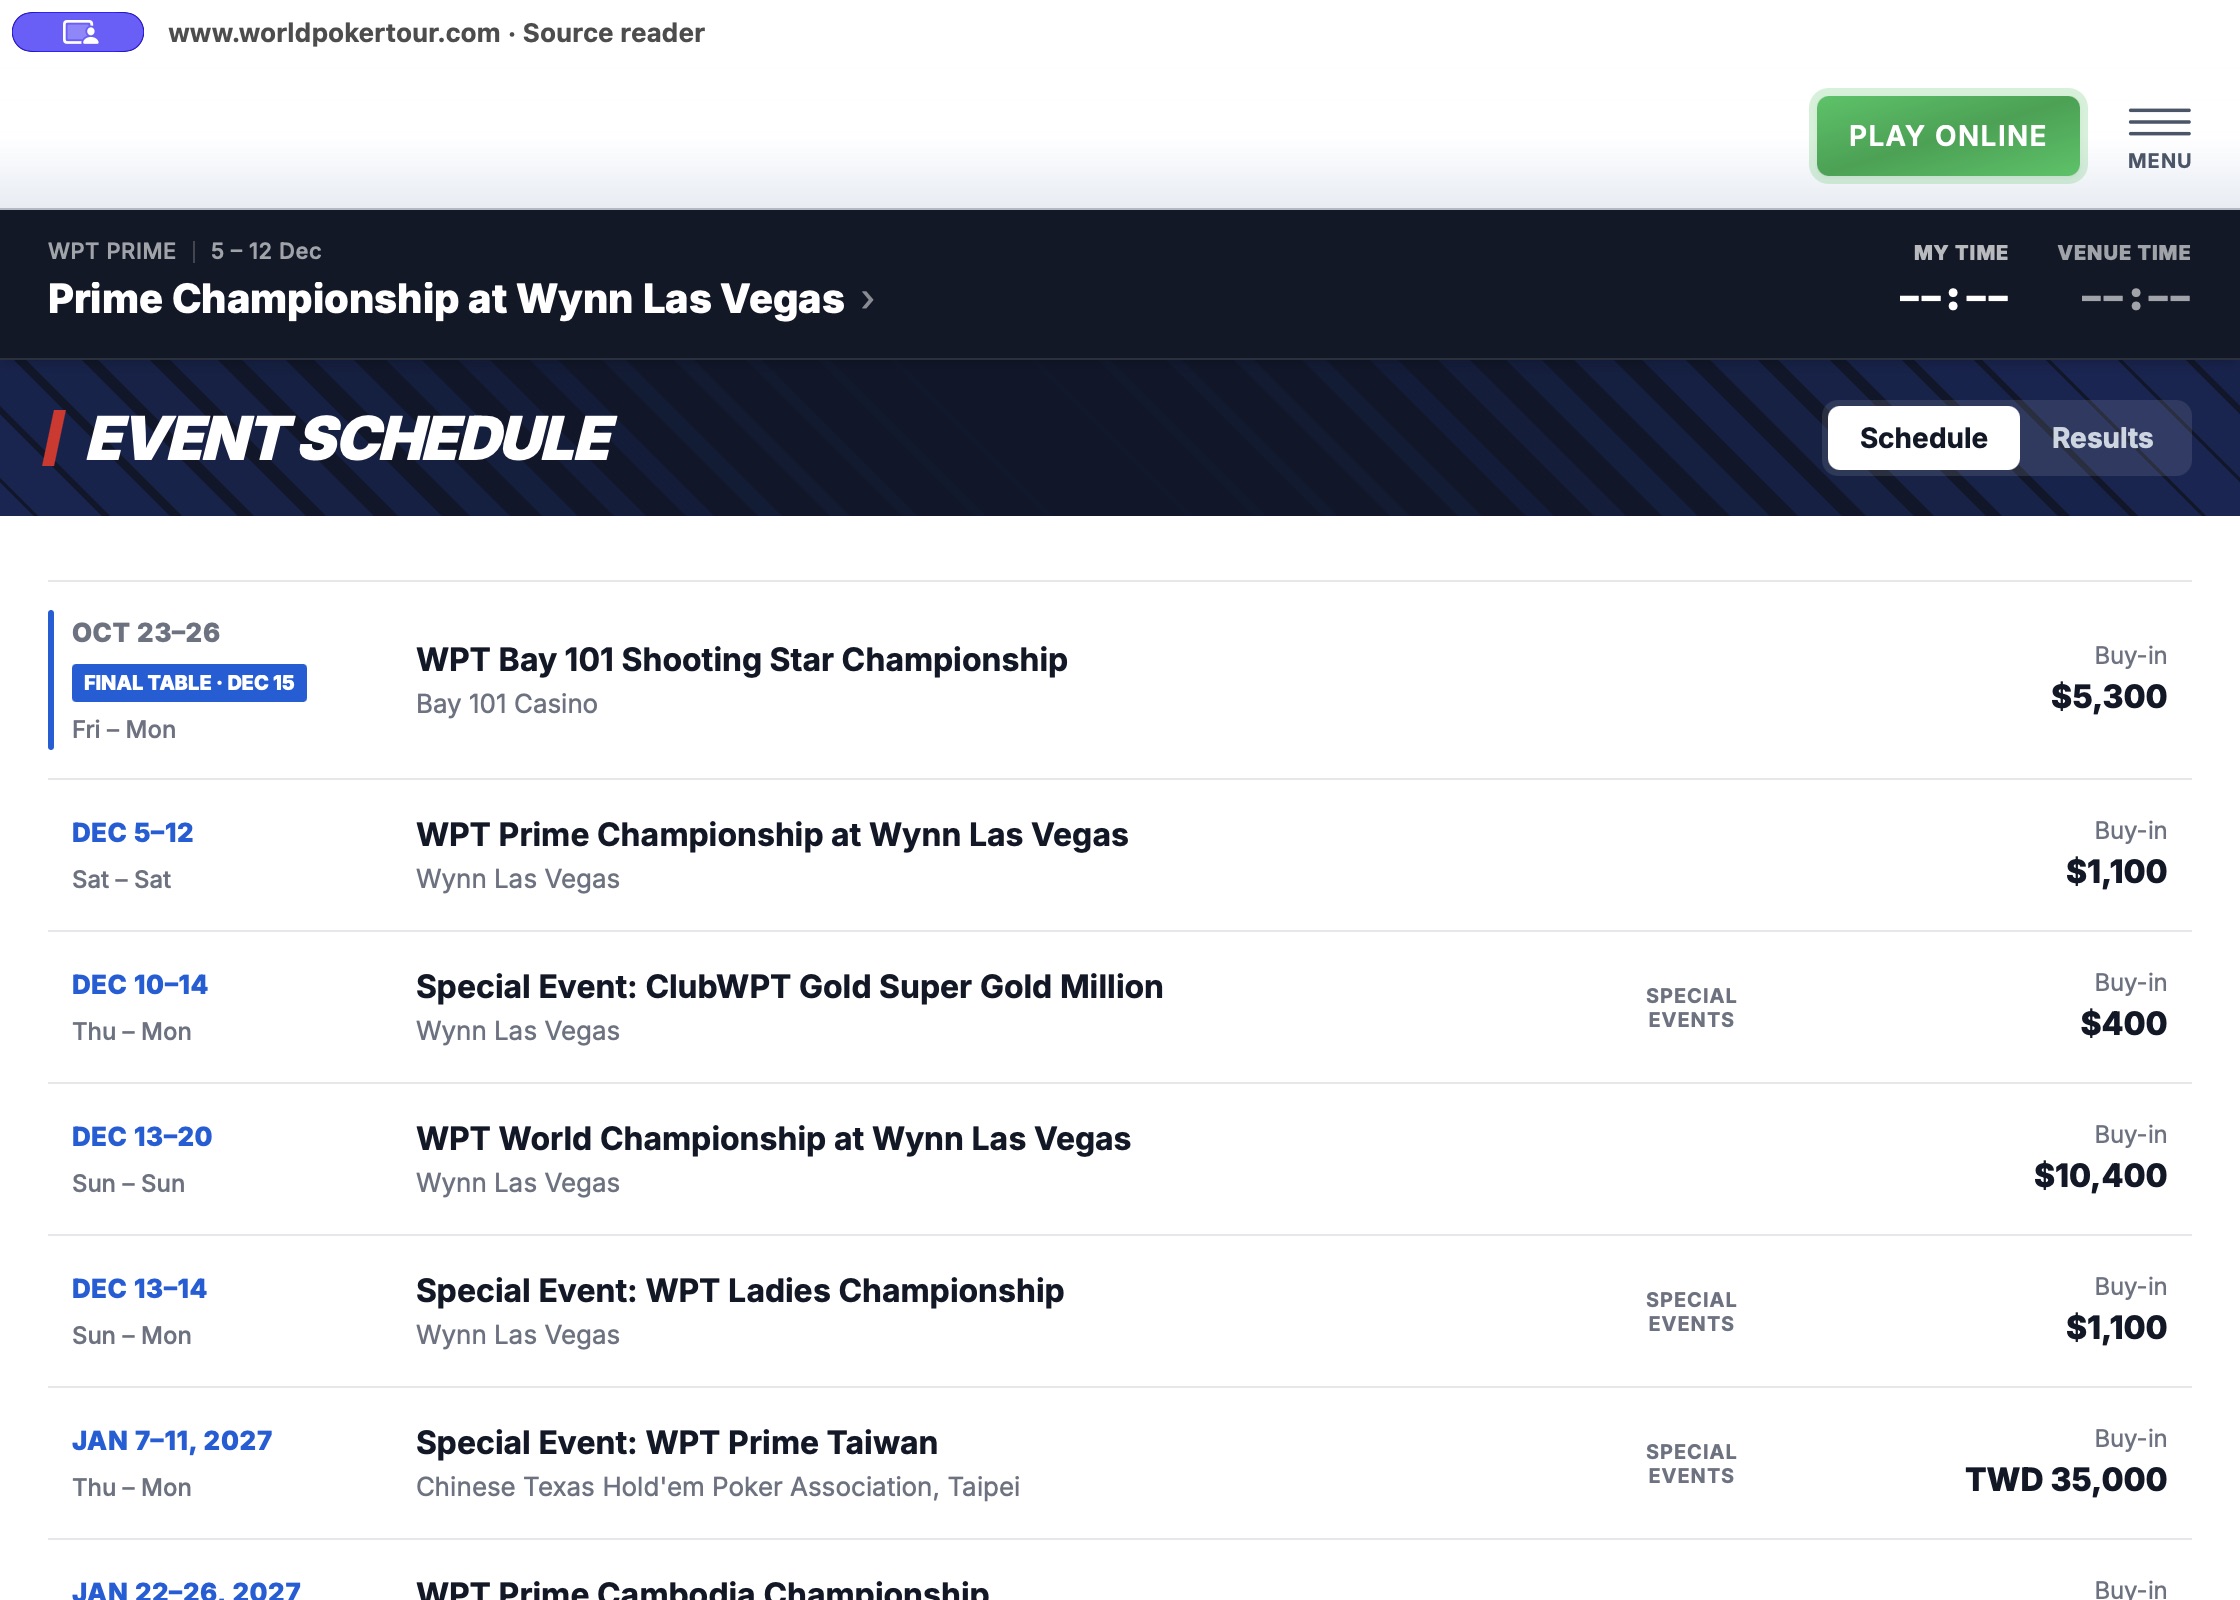 www.worldpokertour.com · Source reader
PLAY ONLINE
MENU
WPT PRIME | 5 – 12 Dec
Prime Championship at Wynn Las Vegas ›
MY TIME
--:--
VENUE TIME
--:--
EVENT SCHEDULE
Schedule
Results
OCT 23–26
FINAL TABLE · DEC 15
Fri – Mon
WPT Bay 101 Shooting Star Championship
Bay 101 Casino
Buy-in
$5,300
DEC 5–12
Sat – Sat
WPT Prime Championship at Wynn Las Vegas
Wynn Las Vegas
Buy-in
$1,100
DEC 10–14
Thu – Mon
Special Event: ClubWPT Gold Super Gold Million
Wynn Las Vegas
SPECIAL
EVENTS
Buy-in
$400
DEC 13–20
Sun – Sun
WPT World Championship at Wynn Las Vegas
Wynn Las Vegas
Buy-in
$10,400
DEC 13–14
Sun – Mon
Special Event: WPT Ladies Championship
Wynn Las Vegas
SPECIAL
EVENTS
Buy-in
$1,100
JAN 7–11, 2027
Thu – Mon
Special Event: WPT Prime Taiwan
Chinese Texas Hold'em Poker Association, Taipei
SPECIAL
EVENTS
Buy-in
TWD 35,000
JAN 22–26, 2027
WPT Prime Cambodia Championship
Buy-in